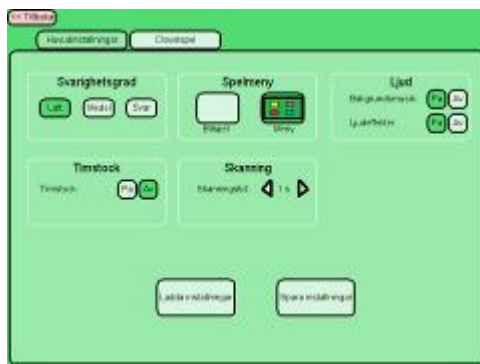 << Tillbaka
Huvudinställningar
Clownspel
Svårighetsgrad
Lätt
Medel
Svår
Spelmeny
Ettspel
Meny
Ljud
Bakgrundsmusik:
På
Av
Ljudeffekter:
På
Av
Timstock
Timstock:
På
Av
Skanning
Skanningstid:
1 s
Ladda inställningar
Spara inställningar